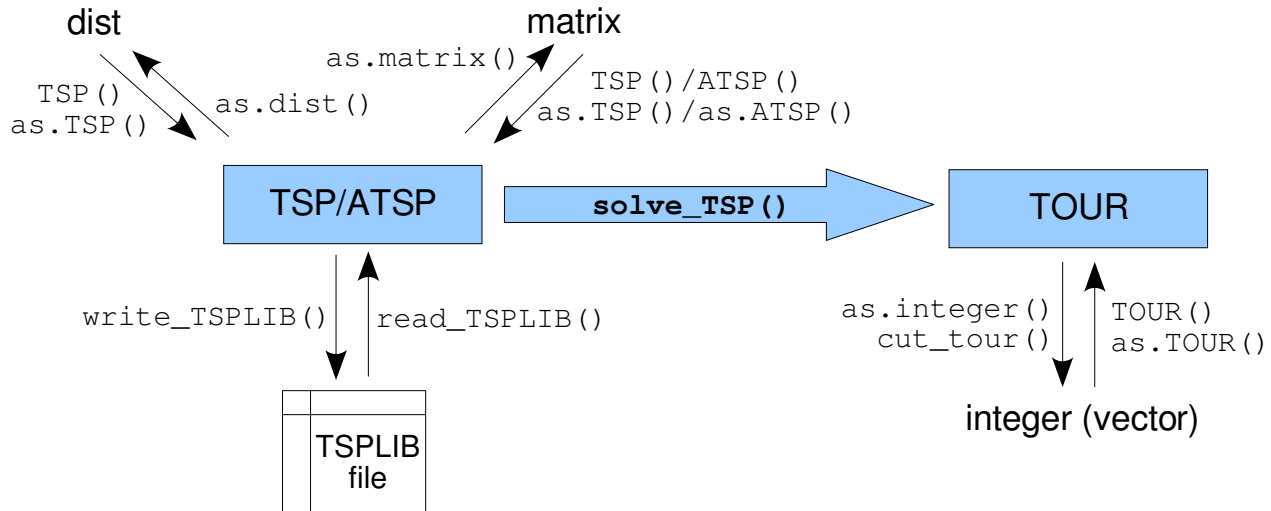 dist
matrix
as.matrix()
TSP()
as.TSP()
as.dist()
TSP()/ATSP()
as.TSP()/as.ATSP()
TSP/ATSP
solve_TSP()
TOUR
write_TSPLIB()
read_TSPLIB()
as.integer()
cut_tour()
TOUR()
as.TOUR()
TSPLIB
file
integer (vector)